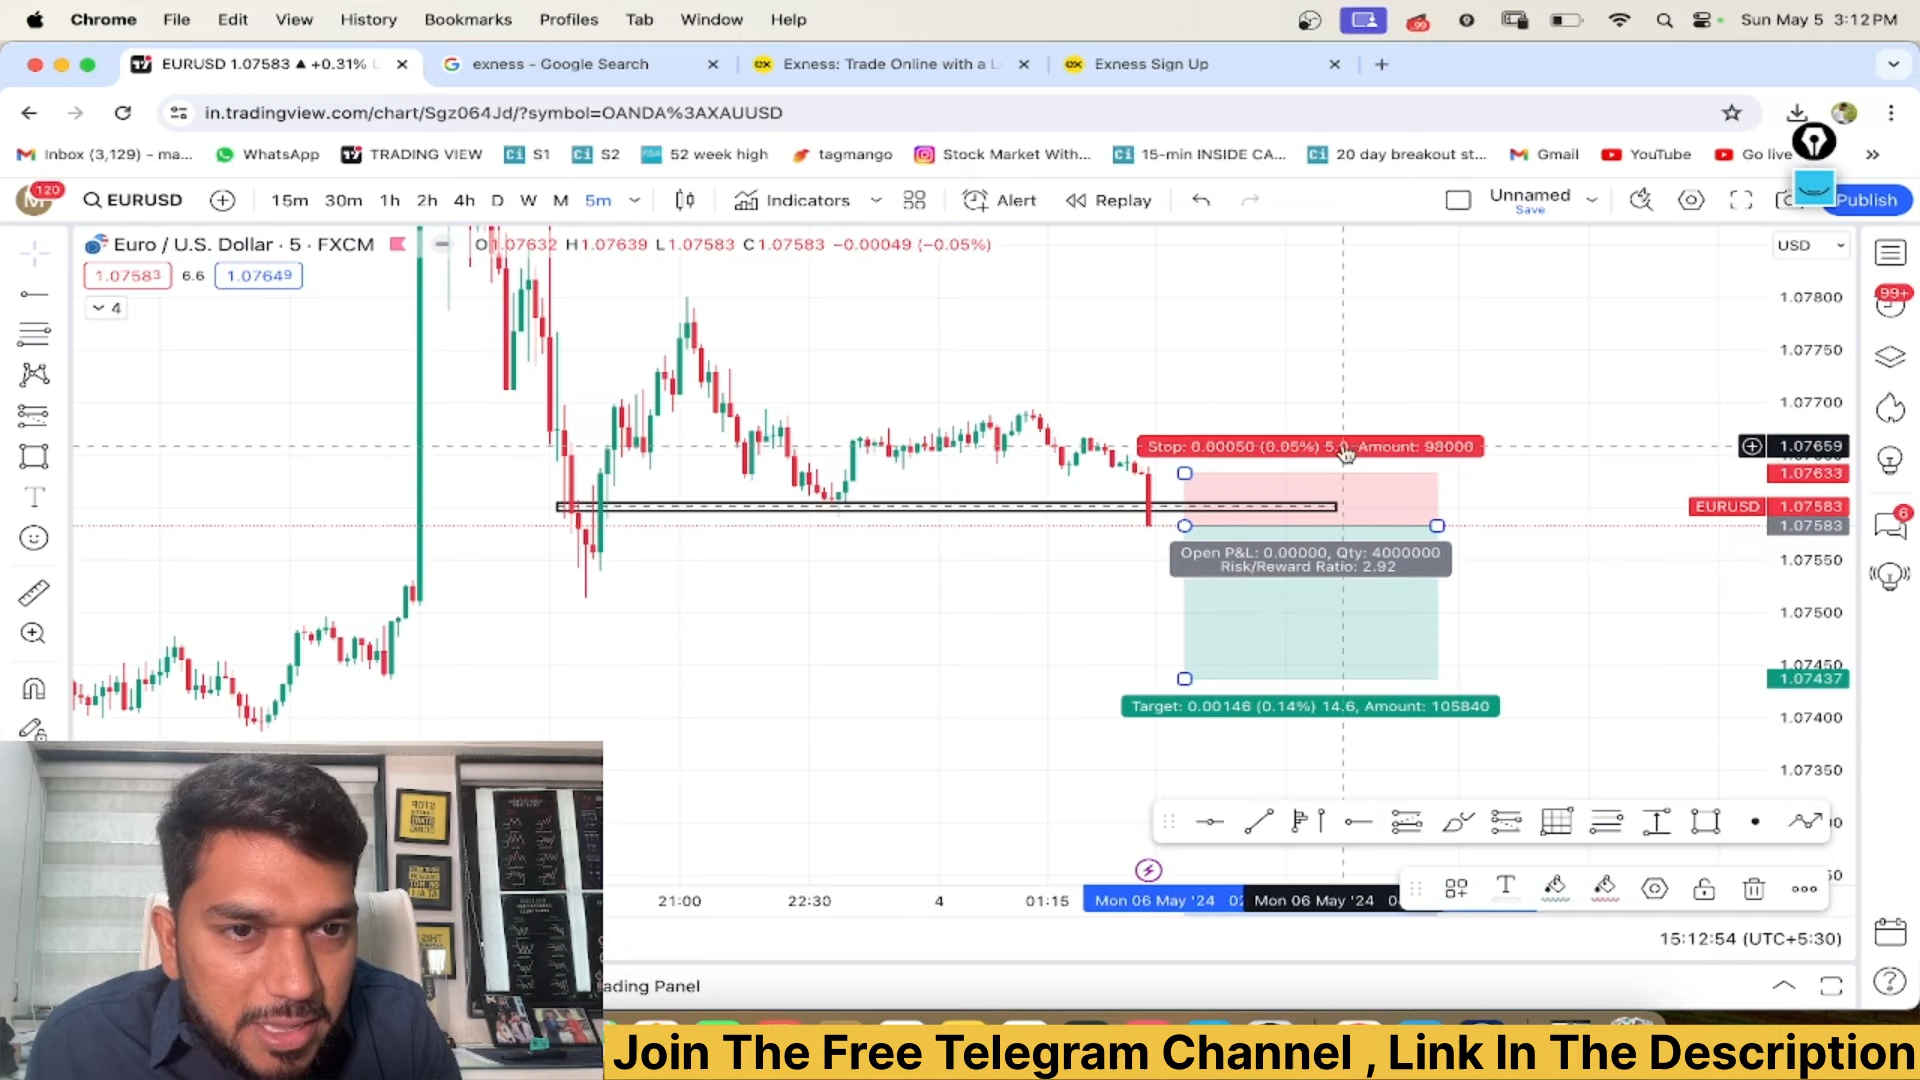 Chrome File Edit View History Bookmarks Profiles Tab Window Help Sun May 5 3:12 PM
EURUSD 1.07583 ▲ +0.31% exness - Google Search Exness: Trade Online with a L Exness Sign Up
in.tradingview.com/chart/Sgz064Jd/?symbol=OANDA%3AXAUUSD
Inbox (3,129) - ma... WhatsApp TRADING VIEW S1 S2 52 week high tagmango Stock Market With... 15-min INSIDE CA... 20 day breakout st... Gmail YouTube Go live
120 EURUSD 15m 30m 1h 2h 4h D W M 5m Indicators Alert Replay Unnamed Publish
Save
Euro / U.S. Dollar · 5 · FXCM O1.07632 H1.07639 L1.07583 C1.07583 −0.00049 (−0.05%) USD
1.07583 6.6 1.07649
4
99+
1.07800
1.07750
1.07700
Stop: 0.00050 (0.05%) 5.0, Amount: 98000 1.07659
1.07633
EURUSD 1.07583
1.07583
6
Open P&L: 0.00000, Qty: 4000000 1.07550
Risk/Reward Ratio: 2.92
1.07500
1.07450
1.07437
Target: 0.00146 (0.14%) 14.6, Amount: 105840
1.07400
1.07350
21:00 22:30 4 01:15 Mon 06 May '24 Mon 06 May '24
15:12:54 (UTC+5:30)
ading Panel
Join The Free Telegram Channel , Link In The Description